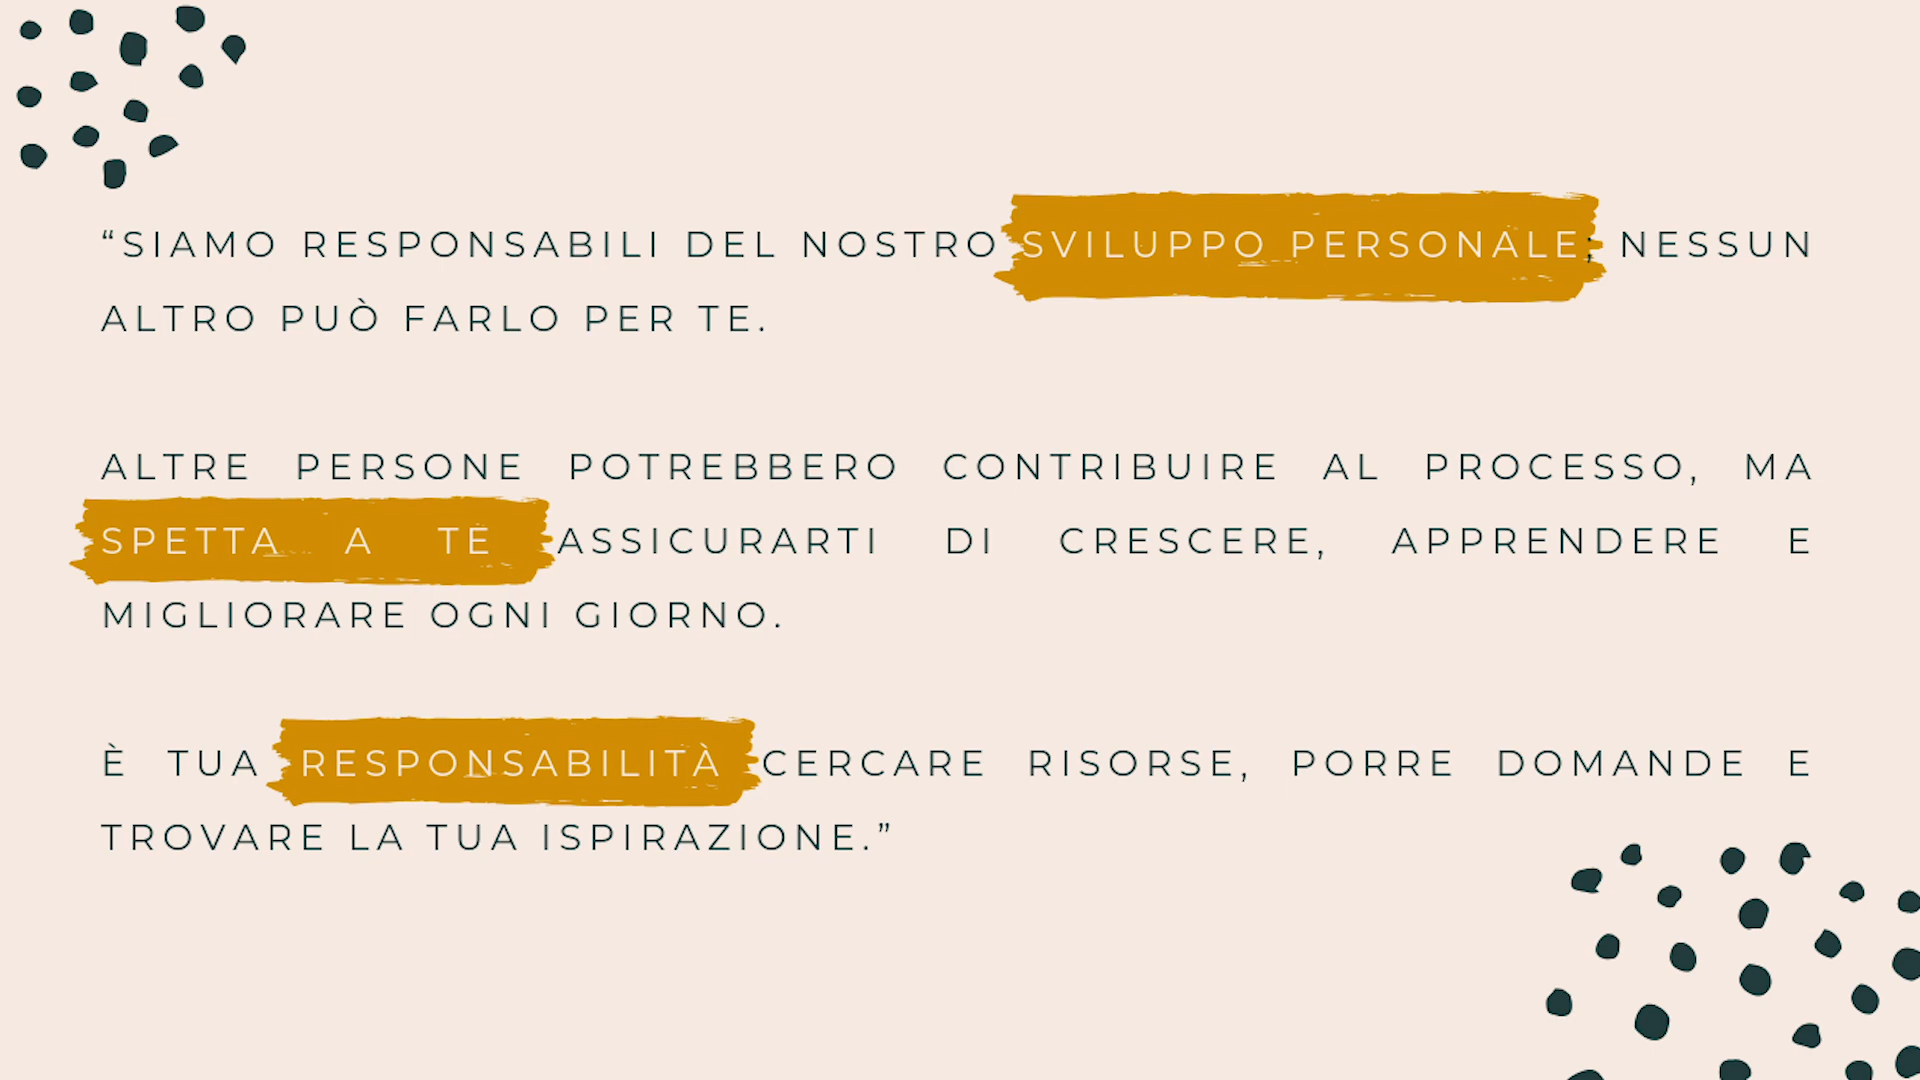 “SIAMO RESPONSABILI DEL NOSTRO SVILUPPO PERSONALE; NESSUN
ALTRO PUÒ FARLO PER TE.
ALTRE PERSONE POTREBBERO CONTRIBUIRE AL PROCESSO, MA
SPETTA A TE ASSICURARTI DI CRESCERE, APPRENDERE E
MIGLIORARE OGNI GIORNO.
È TUA RESPONSABILITÀ CERCARE RISORSE, PORRE DOMANDE E
TROVARE LA TUA ISPIRAZIONE.”